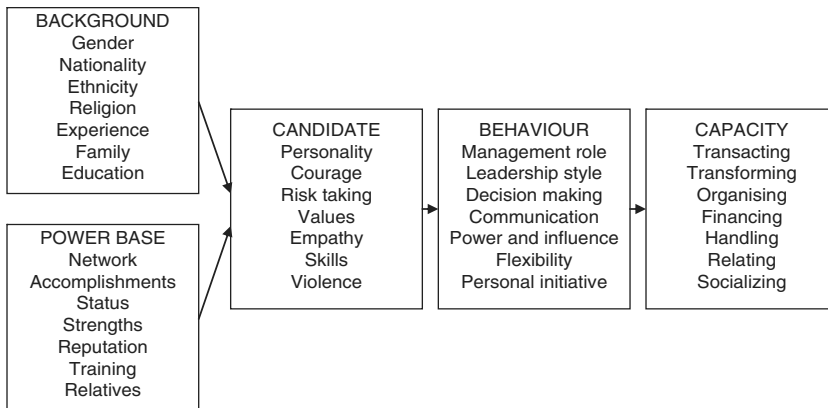 BACKGROUND
Gender
Nationality
Ethnicity
Religion
Experience
Family
Education
POWER BASE
Network
Accomplishments
Status
Strengths
Reputation
Training
Relatives
CANDIDATE
Personality
Courage
Risk taking
Values
Empathy
Skills
Violence
BEHAVIOUR
Management role
Leadership style
Decision making
Communication
Power and influence
Flexibility
Personal initiative
CAPACITY
Transacting
Transforming
Organising
Financing
Handling
Relating
Socializing